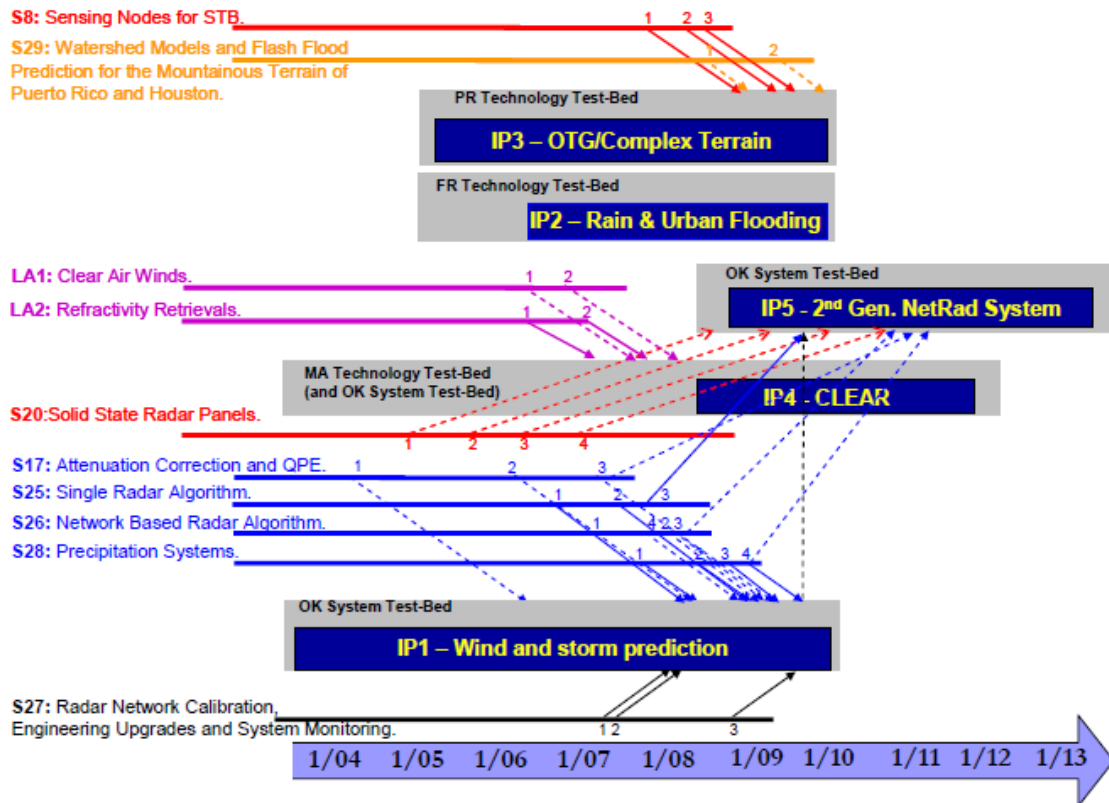 S8: Sensing Nodes for STB.
1 2 3
S29: Watershed Models and Flash Flood
Prediction for the Mountainous Terrain of
Puerto Rico and Houston.
1 2
PR Technology Test-Bed
IP3 – OTG/Complex Terrain
FR Technology Test-Bed
IP2 – Rain & Urban Flooding
LA1: Clear Air Winds.
1 2
LA2: Refractivity Retrievals.
1 2
OK System Test-Bed
IP5 - 2nd Gen. NetRad System
MA Technology Test-Bed
(and OK System Test-Bed)
IP4 - CLEAR
S20:Solid State Radar Panels.
1 2 3 4
S17: Attenuation Correction and QPE.
1 2 3
S25: Single Radar Algorithm.
1 2 3
S26: Network Based Radar Algorithm.
1 4 2 3
S28: Precipitation Systems.
1 2 3 4
OK System Test-Bed
IP1 – Wind and storm prediction
S27: Radar Network Calibration,
Engineering Upgrades and System Monitoring.
1 2 3
1/04 1/05 1/06 1/07 1/08 1/09 1/10 1/11 1/12 1/13